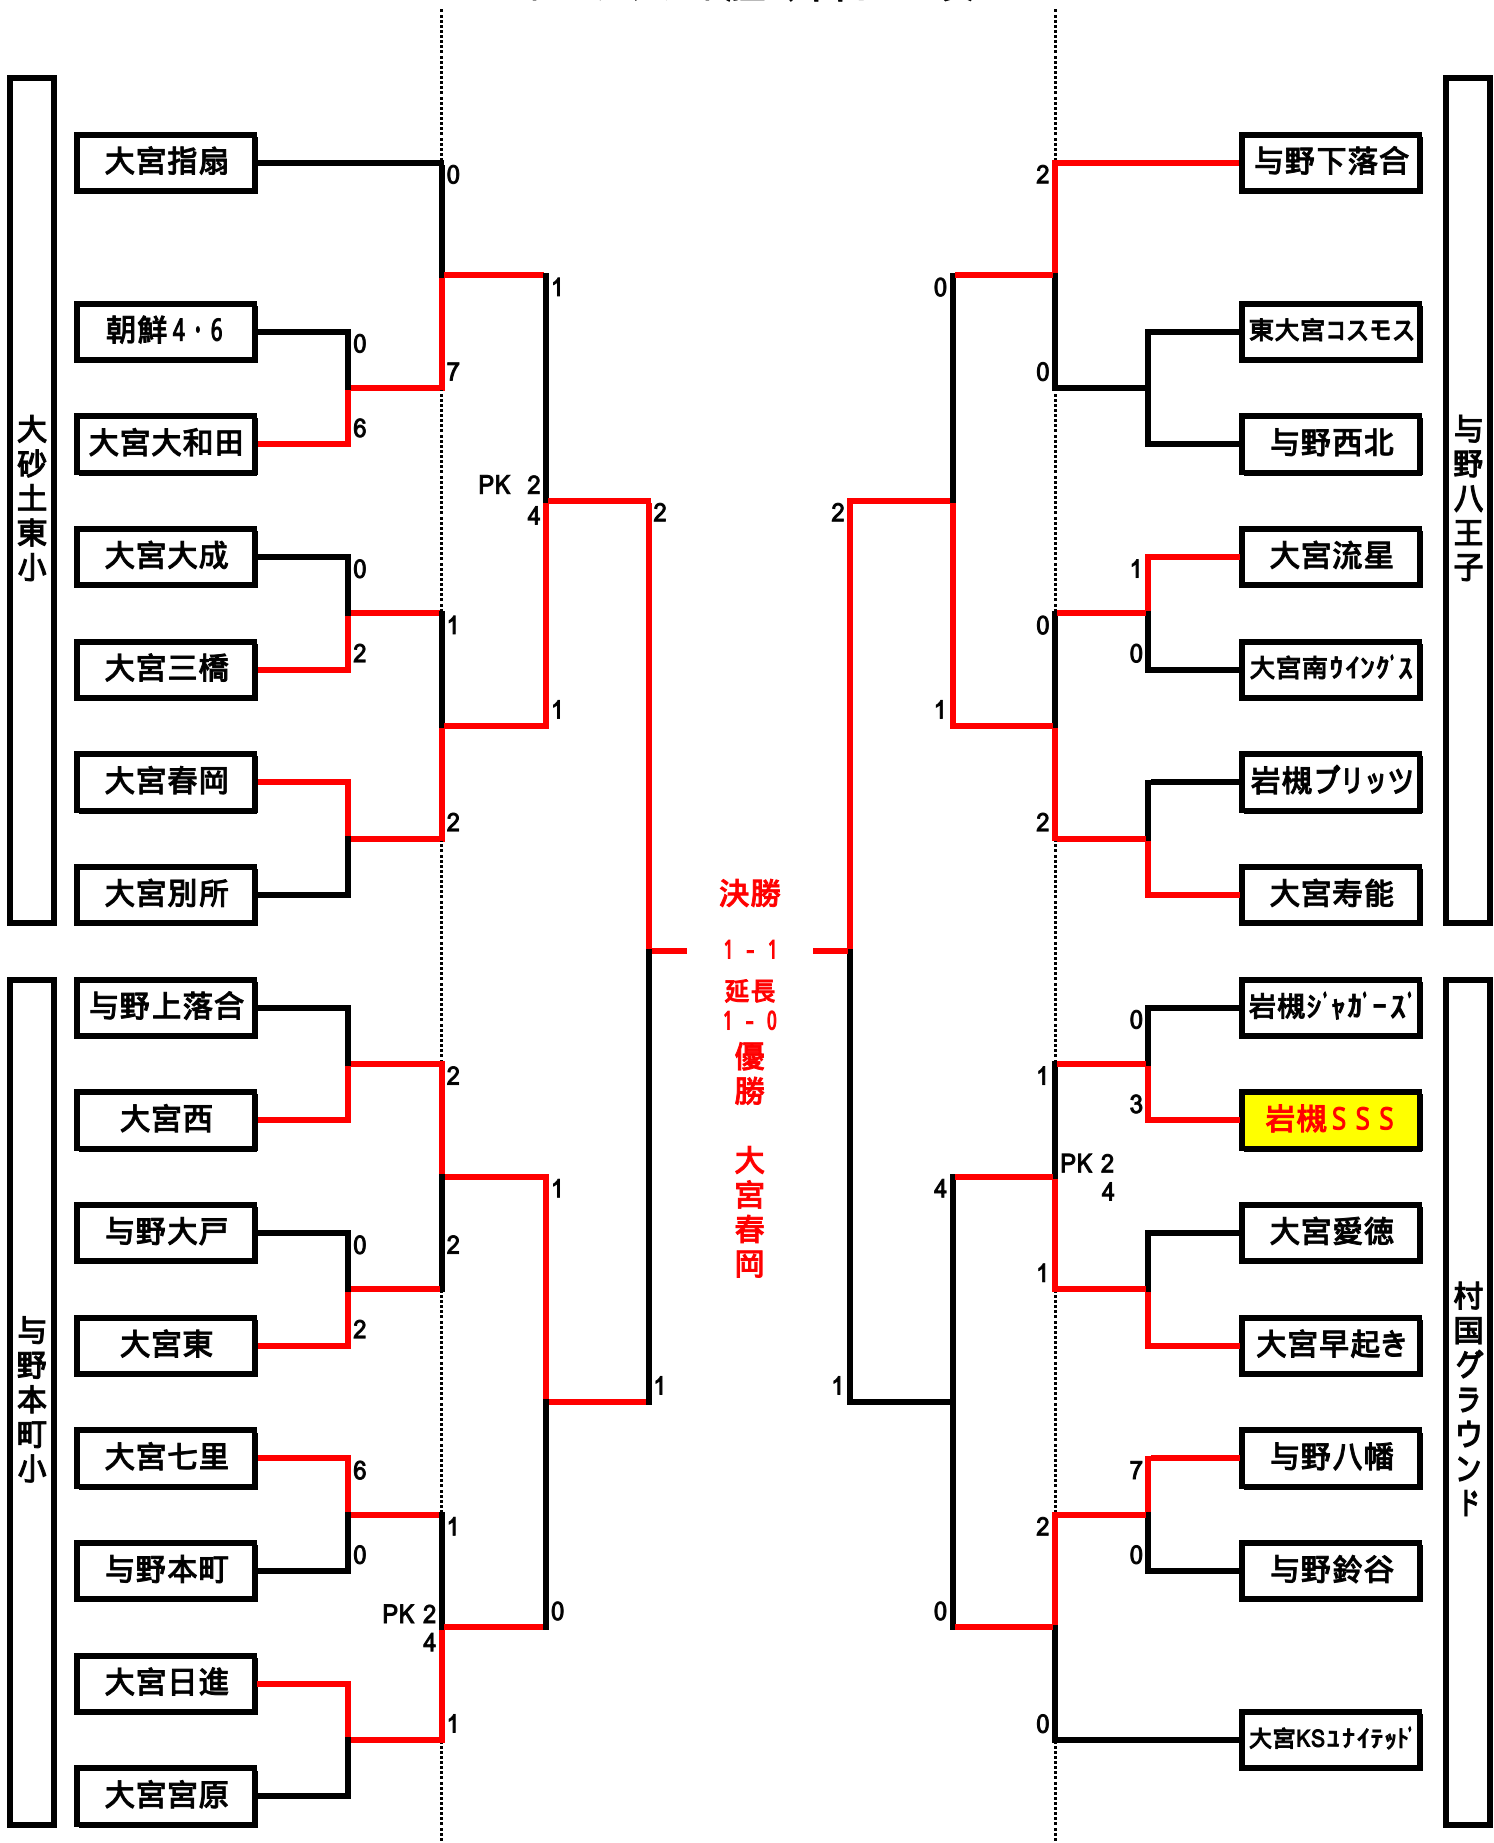 大砂土東小
大宮指扇
0
朝鮮4・6
0
7
大宮大和田
6
1
大宮大成
0
1
大宮三橋
2
PK 2
4
大宮春岡
2
1
大宮別所
2
与野本町小
与野上落合
2
大宮西
与野大戸
0
2
大宮東
2
1
大宮七里
6
1
与野本町
0
PK 2
4
大宮日進
1
0
大宮宮原
1
決勝
1 - 1
延長
1 - 0
優勝
大宮春岡
与野八王子
与野下落合
2
東大宮コスモス
0
与野西北
0
大宮流星
1
0
大宮南ウイングス
0
岩槻ブリッツ
2
1
大宮寿能
2
村国グラウンド
岩槻ジャガーズ
0
1
岩槻SSS
3
PK 2
4
大宮愛徳
1
大宮早起き
4
与野八幡
7
2
与野鈴谷
0
大宮KSユナイテッド
0
0
1